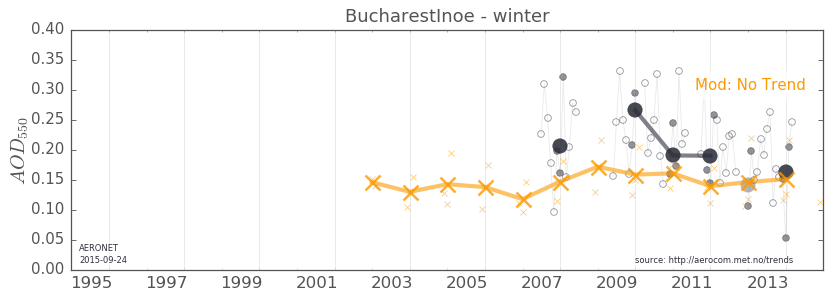 BucharestInoe - winter
0.40
0.35
0.30
0.25
0.20
0.15
0.10
0.05
0.00
AOD550
Mod: No Trend
AERONET
2015-09-24
source: http://aerocom.met.no/trends
1995 1997 1999 2001 2003 2005 2007 2009 2011 2013